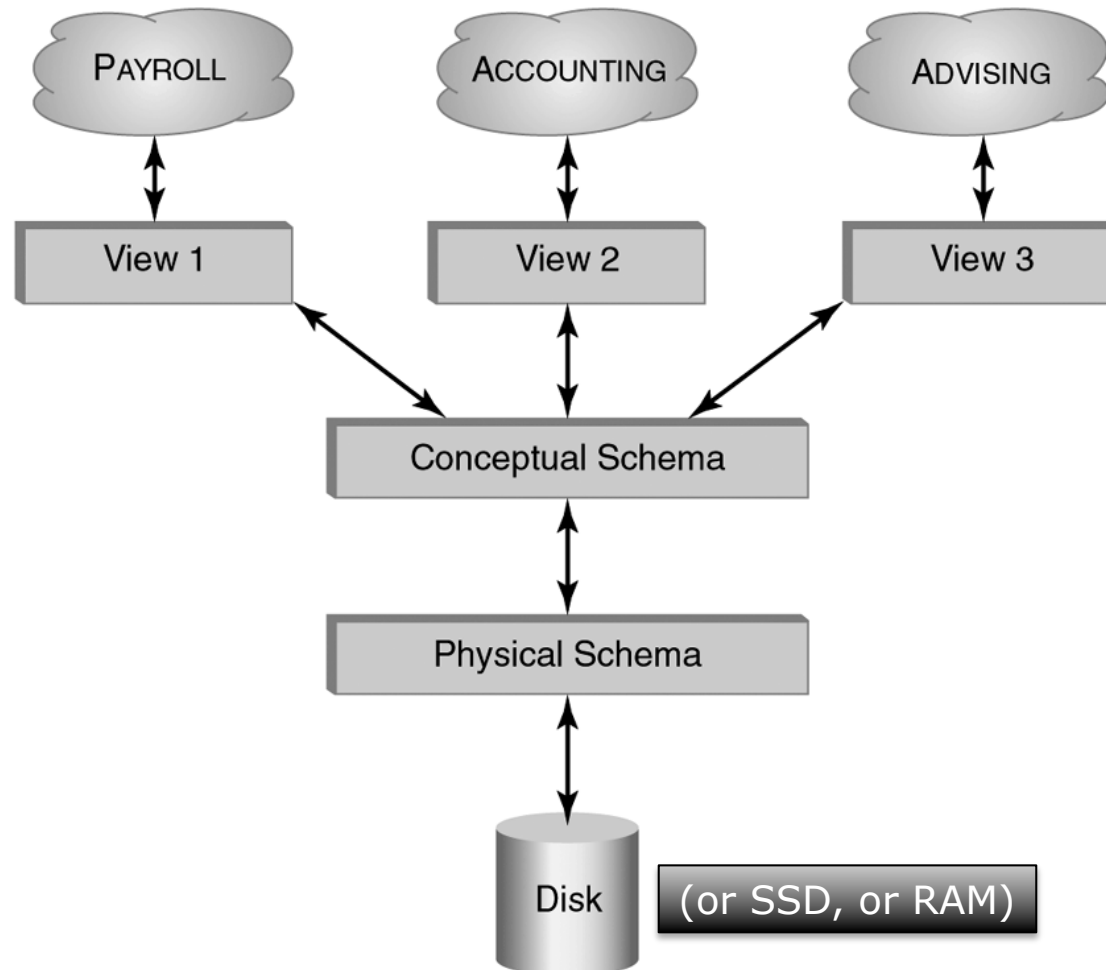 PAYROLL
ACCOUNTING
ADVISING
View 1
View 2
View 3
Conceptual Schema
Physical Schema
Disk
(or SSD, or RAM)